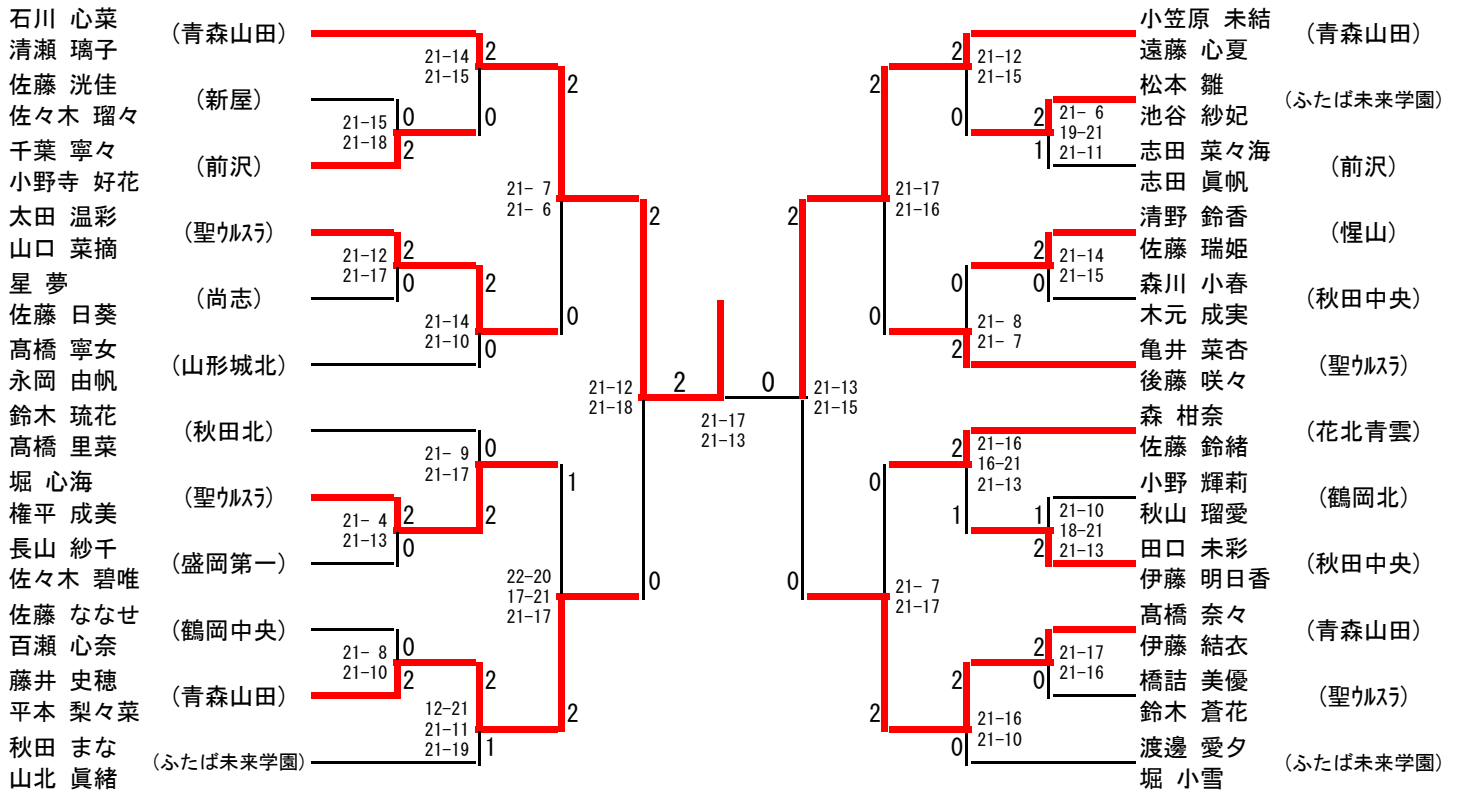 石川 心菜
清瀬 璃子
(青森山田)
佐藤 洸佳
佐々木 瑠々
(新屋)
千葉 寧々
小野寺 好花
(前沢)
太田 温彩
山口 菜摘
(聖ウルスラ)
星 夢
佐藤 日葵
(尚志)
髙橋 寧女
永岡 由帆
(山形城北)
鈴木 琉花
髙橋 里菜
(秋田北)
堀 心海
権平 成美
(聖ウルスラ)
長山 紗千
佐々木 碧唯
(盛岡第一)
佐藤 ななせ
百瀬 心奈
(鶴岡中央)
藤井 史穂
平本 梨々菜
(青森山田)
秋田 まな
山北 眞緒
(ふたば未来学園)
21-15
21-18
0
2
21-12
21-17
2
0
21- 4
21-13
2
0
21- 8
21-10
0
2
21-14
21-15
2
0
21-14
21-10
2
0
21- 9
21-17
0
2
12-21
21-11
21-19
2
1
21- 7
21- 6
2
0
22-20
17-21
21-17
1
2
21-12
21-18
2
0
2
0
21-17
21-13
21-13
21-15
2
0
21-17
21-16
2
0
21- 7
21-17
0
2
21-12
21-15
2
0
21- 8
21- 7
0
2
21-16
16-21
21-13
2
1
21-16
21-10
2
0
21- 6
19-21
21-11
2
1
21-14
21-15
2
0
21-10
18-21
21-13
1
2
21-17
21-16
2
0
小笠原 未結
遠藤 心夏
(青森山田)
松本 雛
池谷 紗妃
(ふたば未来学園)
志田 菜々海
志田 眞帆
(前沢)
清野 鈴香
佐藤 瑞姫
(惺山)
森川 小春
木元 成実
(秋田中央)
亀井 菜杏
後藤 咲々
(聖ウルスラ)
森 柑奈
佐藤 鈴緒
(花北青雲)
小野 輝莉
秋山 瑠愛
(鶴岡北)
田口 未彩
伊藤 明日香
(秋田中央)
髙橋 奈々
伊藤 結衣
(青森山田)
橋詰 美優
鈴木 蒼花
(聖ウルスラ)
渡邊 愛夕
堀 小雪
(ふたば未来学園)